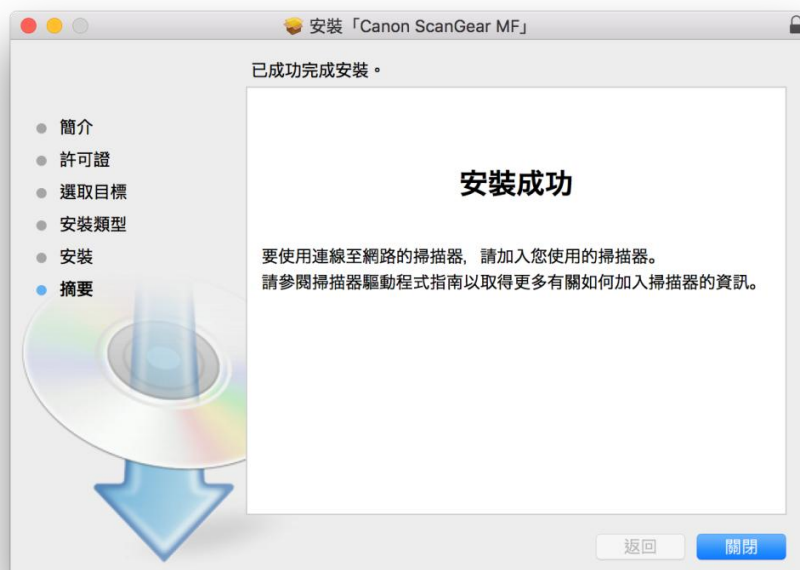 安裝「Canon ScanGear MF」
已成功完成安裝。
簡介
許可證
選取目標
安裝類型
安裝
摘要
安裝成功
要使用連線至網路的掃描器, 請加入您使用的掃描器。
請參閱掃描器驅動程式指南以取得更多有關如何加入掃描器的資訊。
返回
關閉